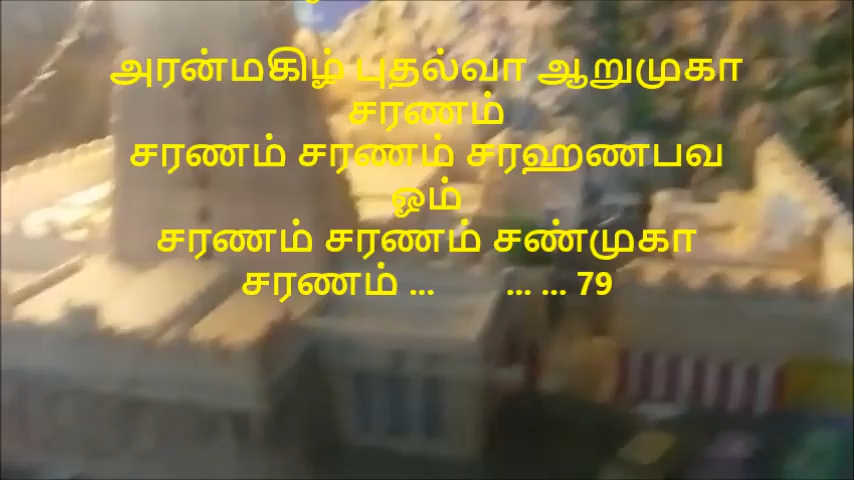 அரன்மகிழ் புதல்வா ஆறுமுகா
சரணம்
சரணம் சரணம் சரஹணபவ
ஓம்
சரணம் சரணம் சண்முகா
சரணம் ... ... ... 79